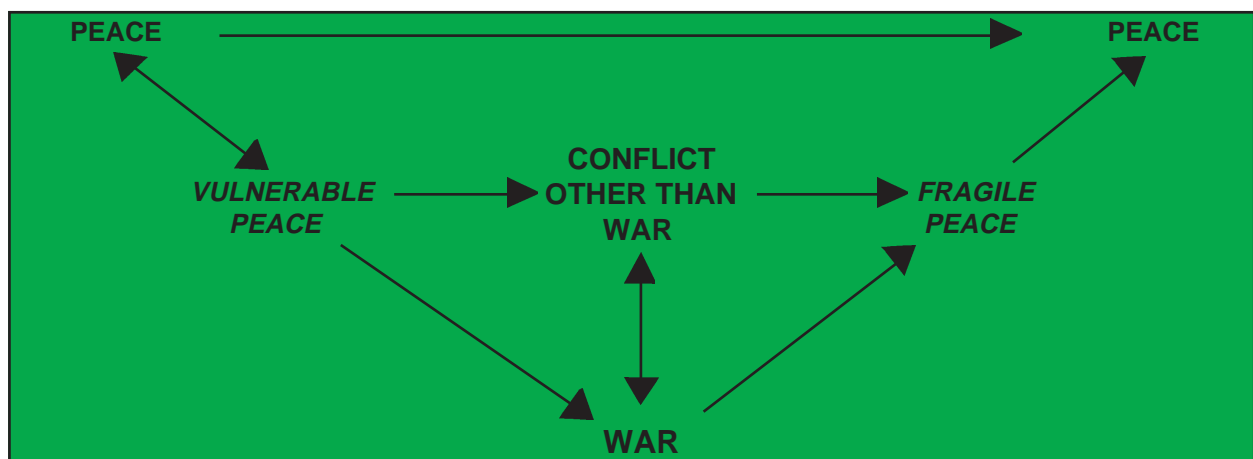 PEACE
PEACE
VULNERABLE
PEACE
CONFLICT
OTHER THAN
WAR
FRAGILE
PEACE
WAR